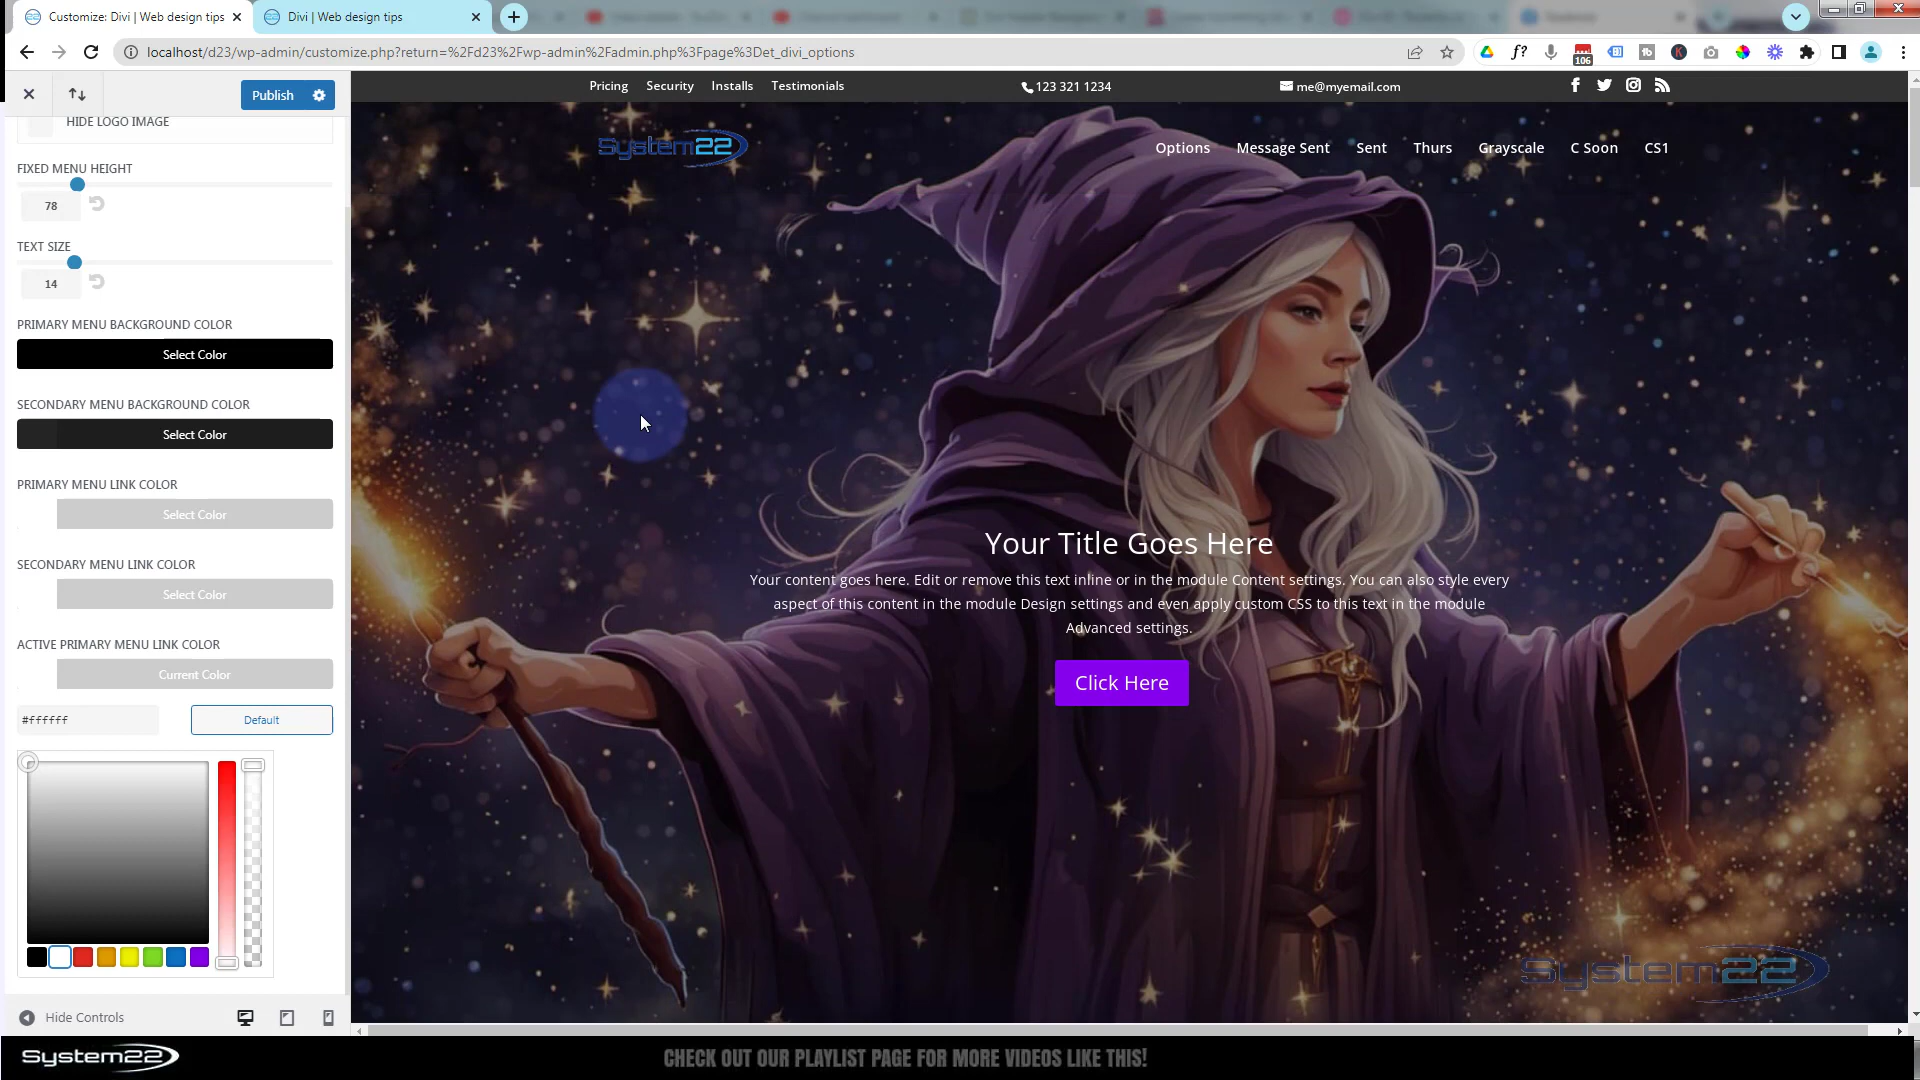 Customize: Divi | Web design tips
Divi | Web design tips
localhost/d23/wp-admin/customize.php?return=%2Fd23%2Fwp-admin%2Fadmin.php%3Fpage%3Det_divi_options
f?
106
fb
K
Publish
HIDE LOGO IMAGE
FIXED MENU HEIGHT
78
TEXT SIZE
14
PRIMARY MENU BACKGROUND COLOR
Select Color
SECONDARY MENU BACKGROUND COLOR
Select Color
PRIMARY MENU LINK COLOR
Select Color
SECONDARY MENU LINK COLOR
Select Color
ACTIVE PRIMARY MENU LINK COLOR
Current Color
#ffffff
Default
Hide Controls
Pricing Security Installs Testimonials
123 321 1234
me@myemail.com
System22
Options Message Sent Sent Thurs Grayscale C Soon CS1
Your Title Goes Here
Your content goes here. Edit or remove this text inline or in the module Content settings. You can also style every
aspect of this content in the module Design settings and even apply custom CSS to this text in the module
Advanced settings.
Click Here
System22
System22
CHECK OUT OUR PLAYLIST PAGE FOR MORE VIDEOS LIKE THIS!